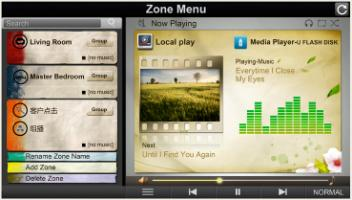 Zone Menu
Search
Now Playing
Living Room
Group
[no music]
Master Bedroom
Group
[no music]
客户点击
Group
组播
[no music]
Rename Zone Name
Add Zone
Delete Zone
Local play
Media Player-U FLASH DISK
Playing-Music
Everytime I Close
My Eyes
Next
Until I Find You Again
NORMAL